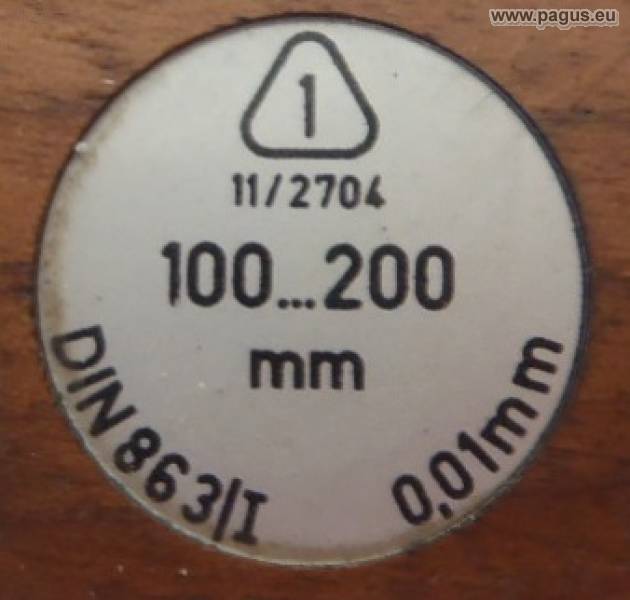 www.pagus.eu
1
11/2704
100...200
mm
DIN 863/I
0,01mm